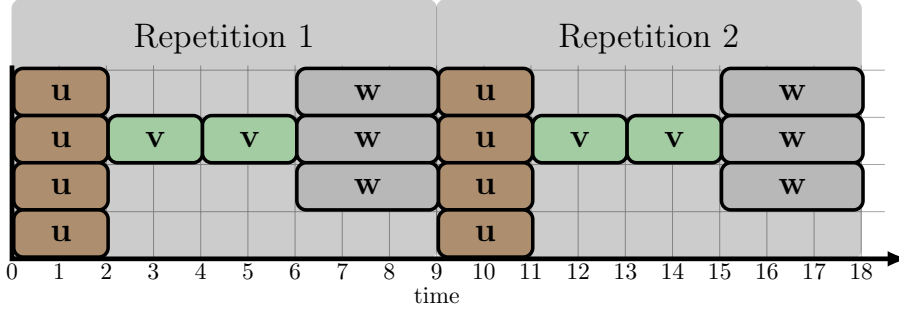 Repetition 1 Repetition 2
u w u w
u v v w u v v w
u w u w
u u
0 1 2 3 4 5 6 7 8 9 10 11 12 13 14 15 16 17 18
time